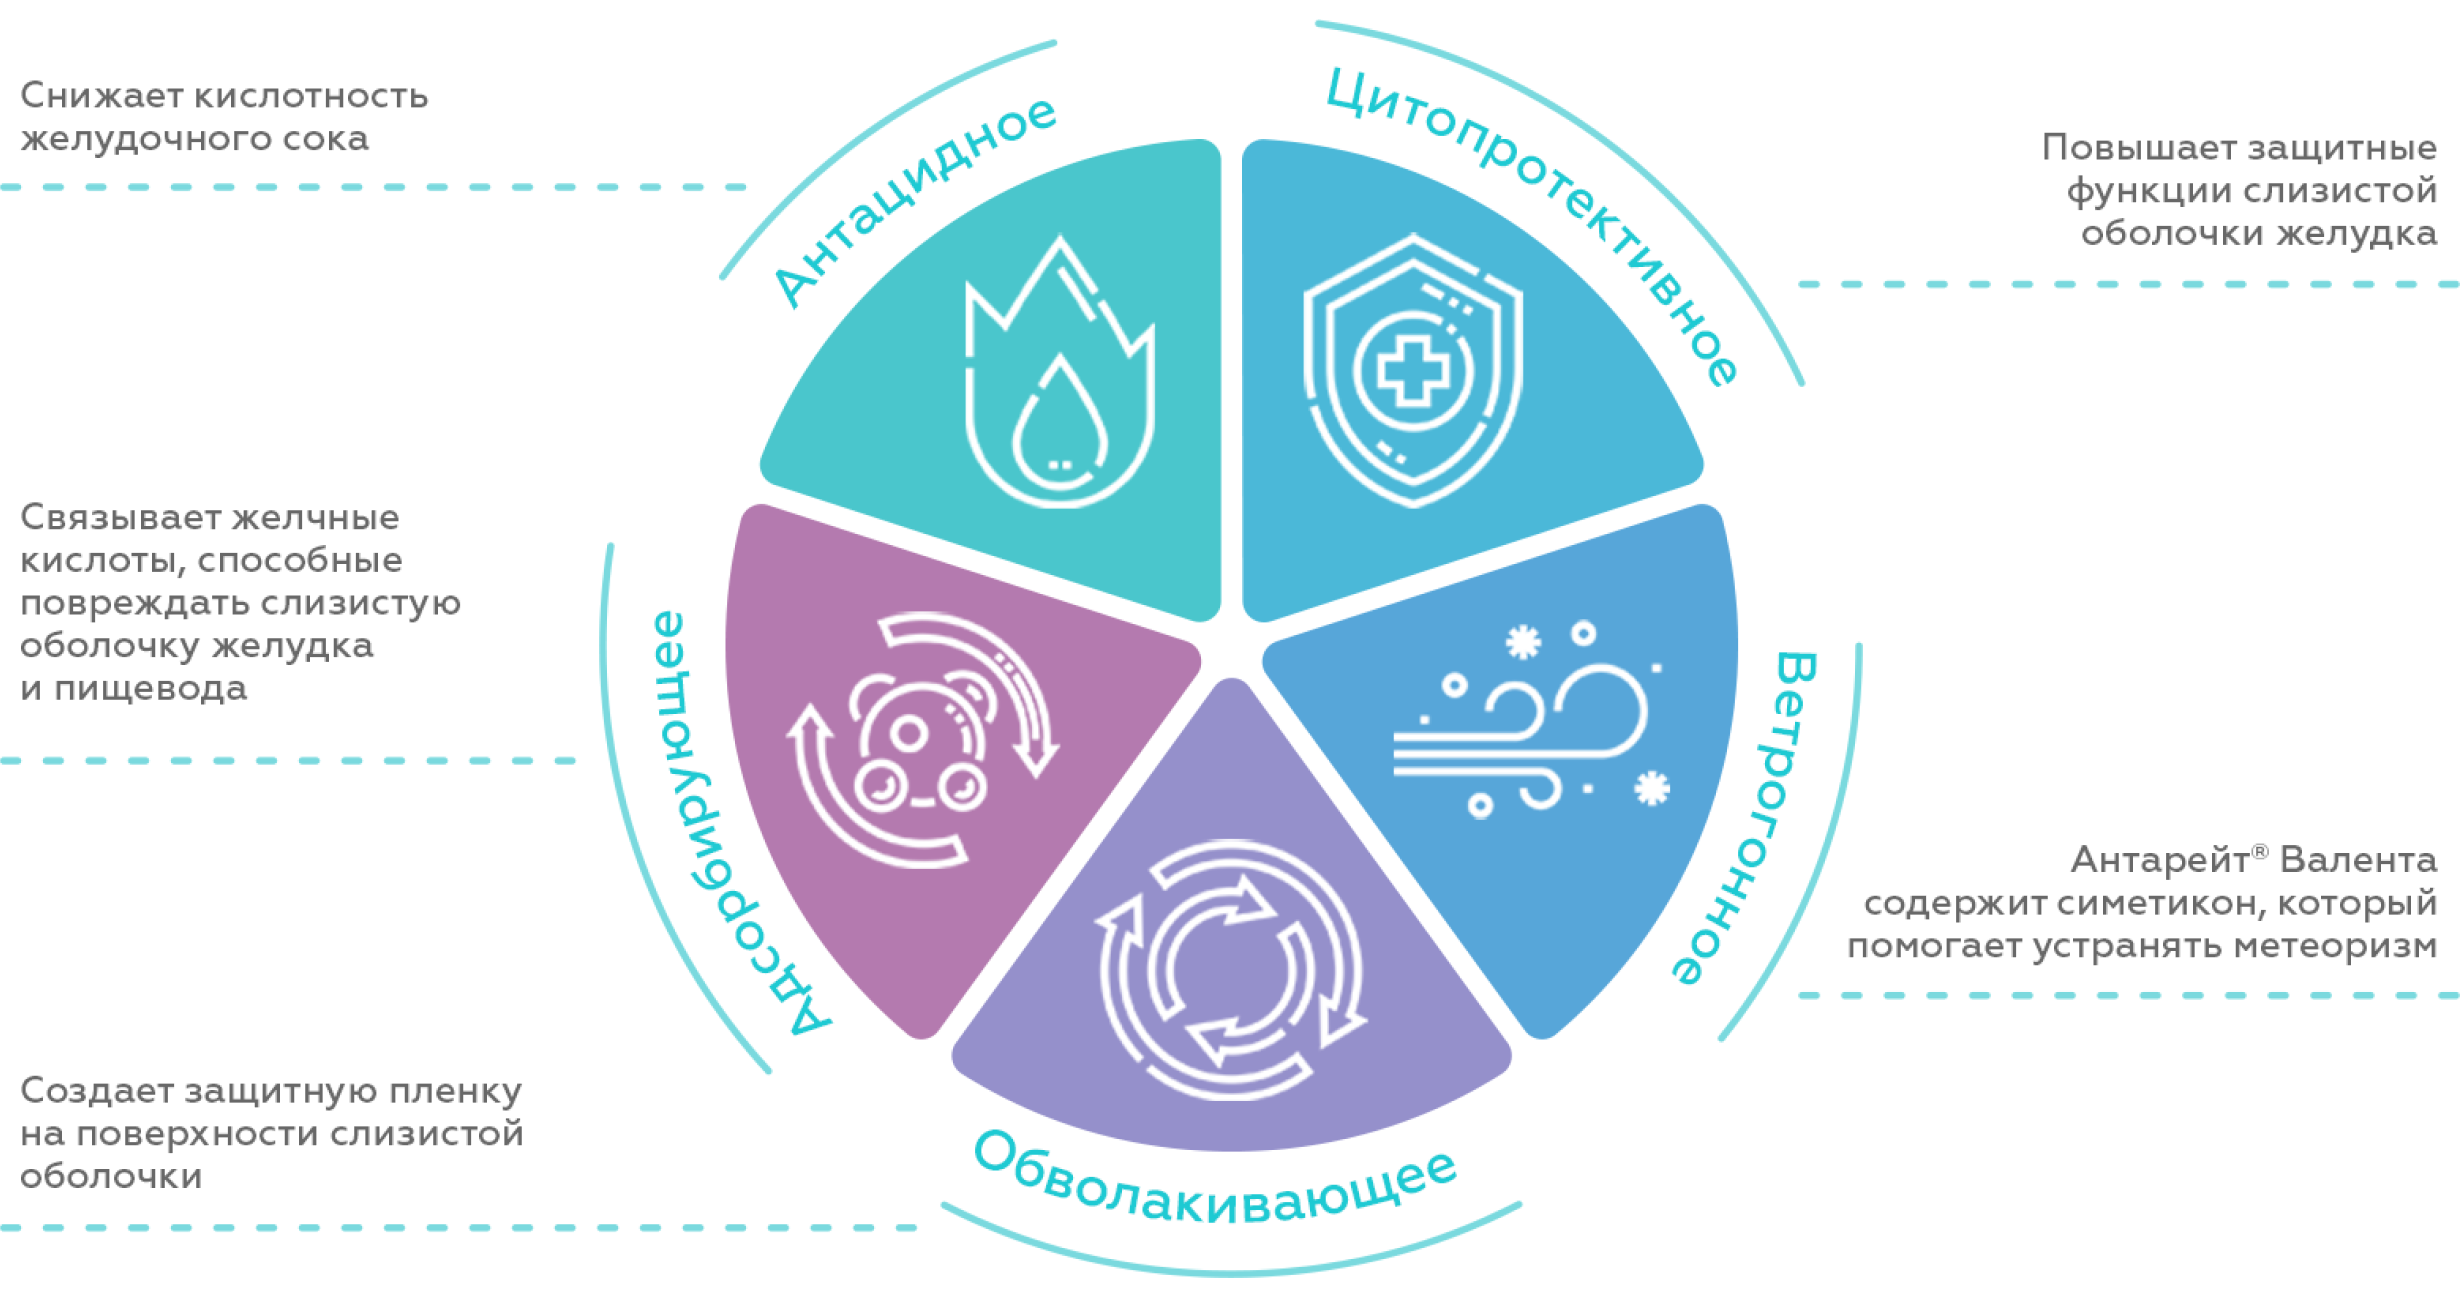 Снижает кислотность
желудочного сока
Антацидное
Цитопротективное
Повышает защитные
функции слизистой
оболочки желудка
Связывает желчные
кислоты, способные
повреждать слизистую
оболочку желудка
и пищевода
Адсорбирующее
Ветрогонное
Антарейт® Валента
содержит симетикон, который
помогает устранять метеоризм
Создает защитную пленку
на поверхности слизистой
оболочки
Обволакивающее